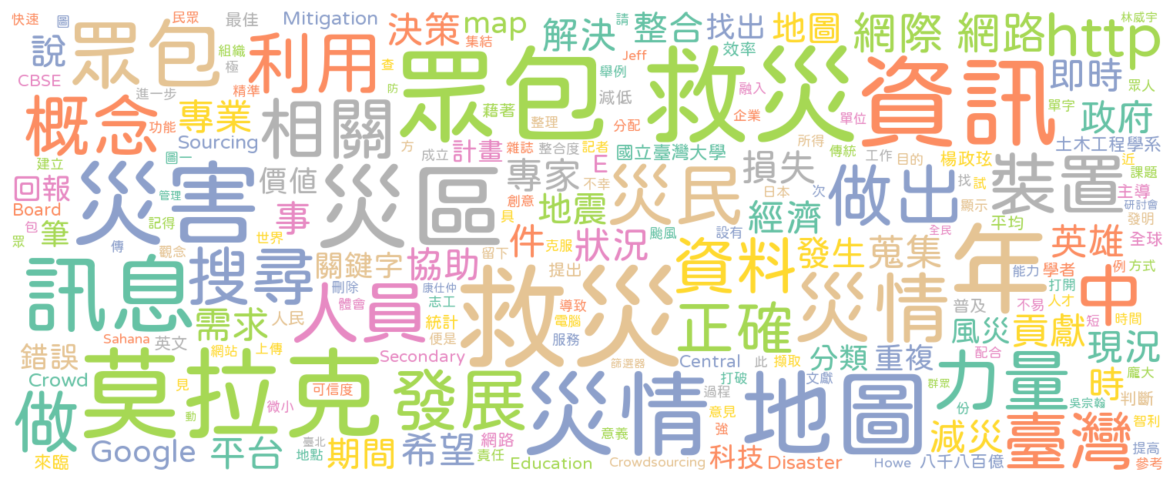 快速 圖 民眾 最佳 Mitigation 決策 map 解決 請 整合 找出 地圖 網際 網路 http 林威宇
說 眾包 組織 利用 集結 Jeff 效率 即時 眾人
CBSE 極 精準 查 防 眾包 舉例 救災 融入 資訊 單字
概念 進一步 功能 專業 相關 藉著 減低 企業 政府
Sourcing 整理 分配 單位 所得 傳統 工作 目的 土木工程學系
建立 圖一 方 成立 計畫 雜誌 整合度 記者 國立臺灣大學 楊政玹 近 課題
回報 災害 管理 價值 災區 專家 E 不幸 災民 損失 日本 做出 找 試 裝置 主導
Board 筆 記得 事 創意 具 地震 次 經濟 顯示 研討會 發明
眾 包 傳 世界 件 克服 狀況 颱風 設有 全民 平均 英雄 全球
訊息 觀念 搜尋 關鍵字 協助 留下 提出 救災 資料 發生 蒐集 年 能力 學者 例 方式
刪除 康仕仲 人員 體會 志工 導致 災情 打開 人才 中
需求 人民 統計 電腦 正確 普及 不易 短 時間
Sahana 英文 網站 上傳 便是 服務 篩選器 風災 貢獻
錯誤 莫拉克 Secondary Central 此 擷取 分類 重複 配合 現況 龐大
Crowd 見 可信度 發展 災情 地圖 打破 過程 文獻 力量 時 判斷
做 動 微小 意見 群眾 份 吳宗翰 智利
Google 平台 臺北 地點 期間 希望 網路 責任 意義 強 科技 減災 臺灣 提高
來臨 Education Crowdsourcing Disaster Howe 八千八百億 參考